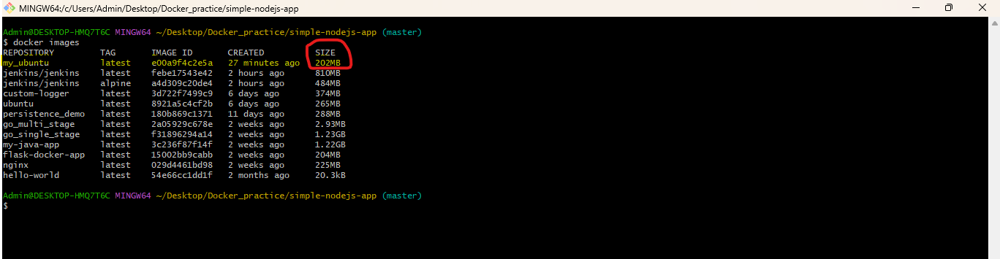 MINGW64:/c/Users/Admin/Desktop/Docker_practice/simple-nodejs-app
Admin@DESKTOP-HMQ7T6C MINGW64 ~/Desktop/Docker_practice/simple-nodejs-app (master)
$ docker images
REPOSITORY TAG IMAGE ID CREATED SIZE
my_ubuntu latest e00a9f4c2e5a 27 minutes ago 202MB
jenkins/jenkins latest febe17543e42 2 hours ago 810MB
jenkins/jenkins alpine a4d309c20de4 2 hours ago 484MB
custom-logger latest 3d722f7499c9 6 days ago 374MB
ubuntu latest 8921a5c4cf2b 6 days ago 265MB
persistence_demo latest 180b869c1371 11 days ago 288MB
go_multi_stage latest 2a05929c678e 2 weeks ago 2.93MB
go_single_stage latest f31896294a14 2 weeks ago 1.23GB
my-java-app latest 3c236f87f14f 2 weeks ago 1.22GB
flask-docker-app latest 15002bb9cabb 2 weeks ago 204MB
nginx latest 029d4461bd98 2 weeks ago 225MB
hello-world latest 54e66cc1dd1f 2 months ago 20.3kB
Admin@DESKTOP-HMQ7T6C MINGW64 ~/Desktop/Docker_practice/simple-nodejs-app (master)
$